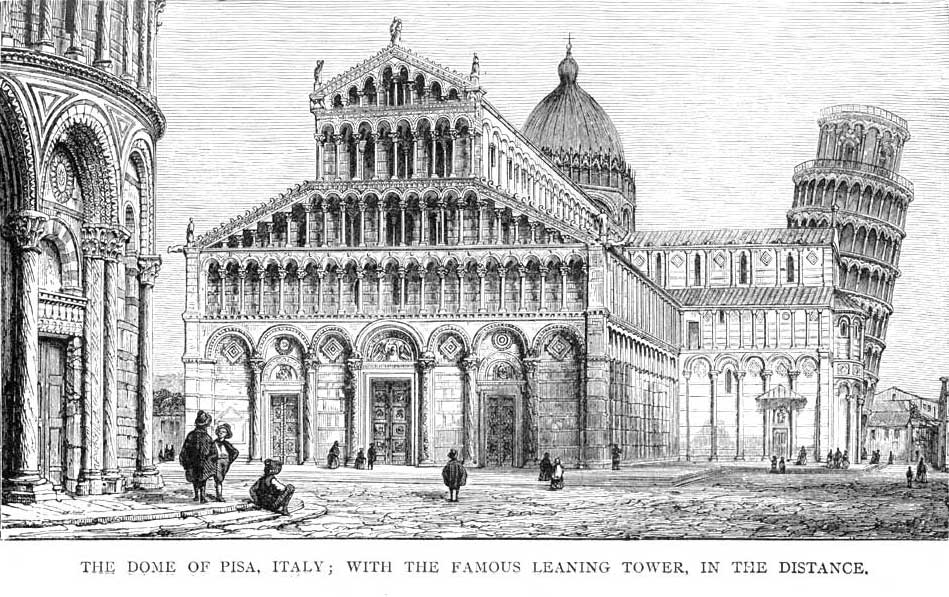 THE DOME OF PISA, ITALY; WITH THE FAMOUS LEANING TOWER, IN THE DISTANCE.